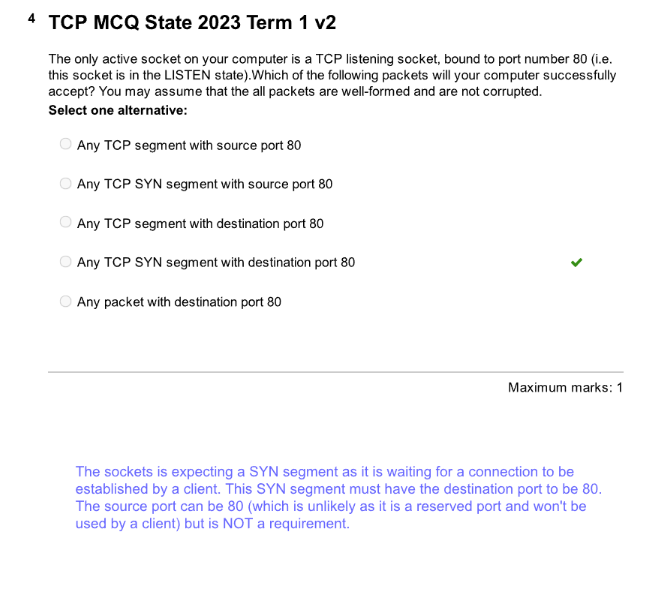 4 TCP MCQ State 2023 Term 1 v2
The only active socket on your computer is a TCP listening socket, bound to port number 80 (i.e.
this socket is in the LISTEN state).Which of the following packets will your computer successfully
accept? You may assume that the all packets are well-formed and are not corrupted.
Select one alternative:
Any TCP segment with source port 80
Any TCP SYN segment with source port 80
Any TCP segment with destination port 80
Any TCP SYN segment with destination port 80
Any packet with destination port 80
Maximum marks: 1
The sockets is expecting a SYN segment as it is waiting for a connection to be
established by a client. This SYN segment must have the destination port to be 80.
The source port can be 80 (which is unlikely as it is a reserved port and won't be
used by a client) but is NOT a requirement.